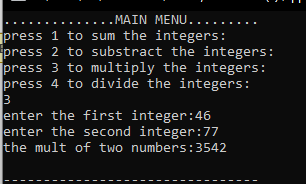 ..............MAIN MENU.........
press 1 to sum the integers:
press 2 to substract the integers:
press 3 to multiply the integers:
press 4 to divide the integers:
3
enter the first integer:46
enter the second integer:77
the mult of two numbers:3542
--------------------------------